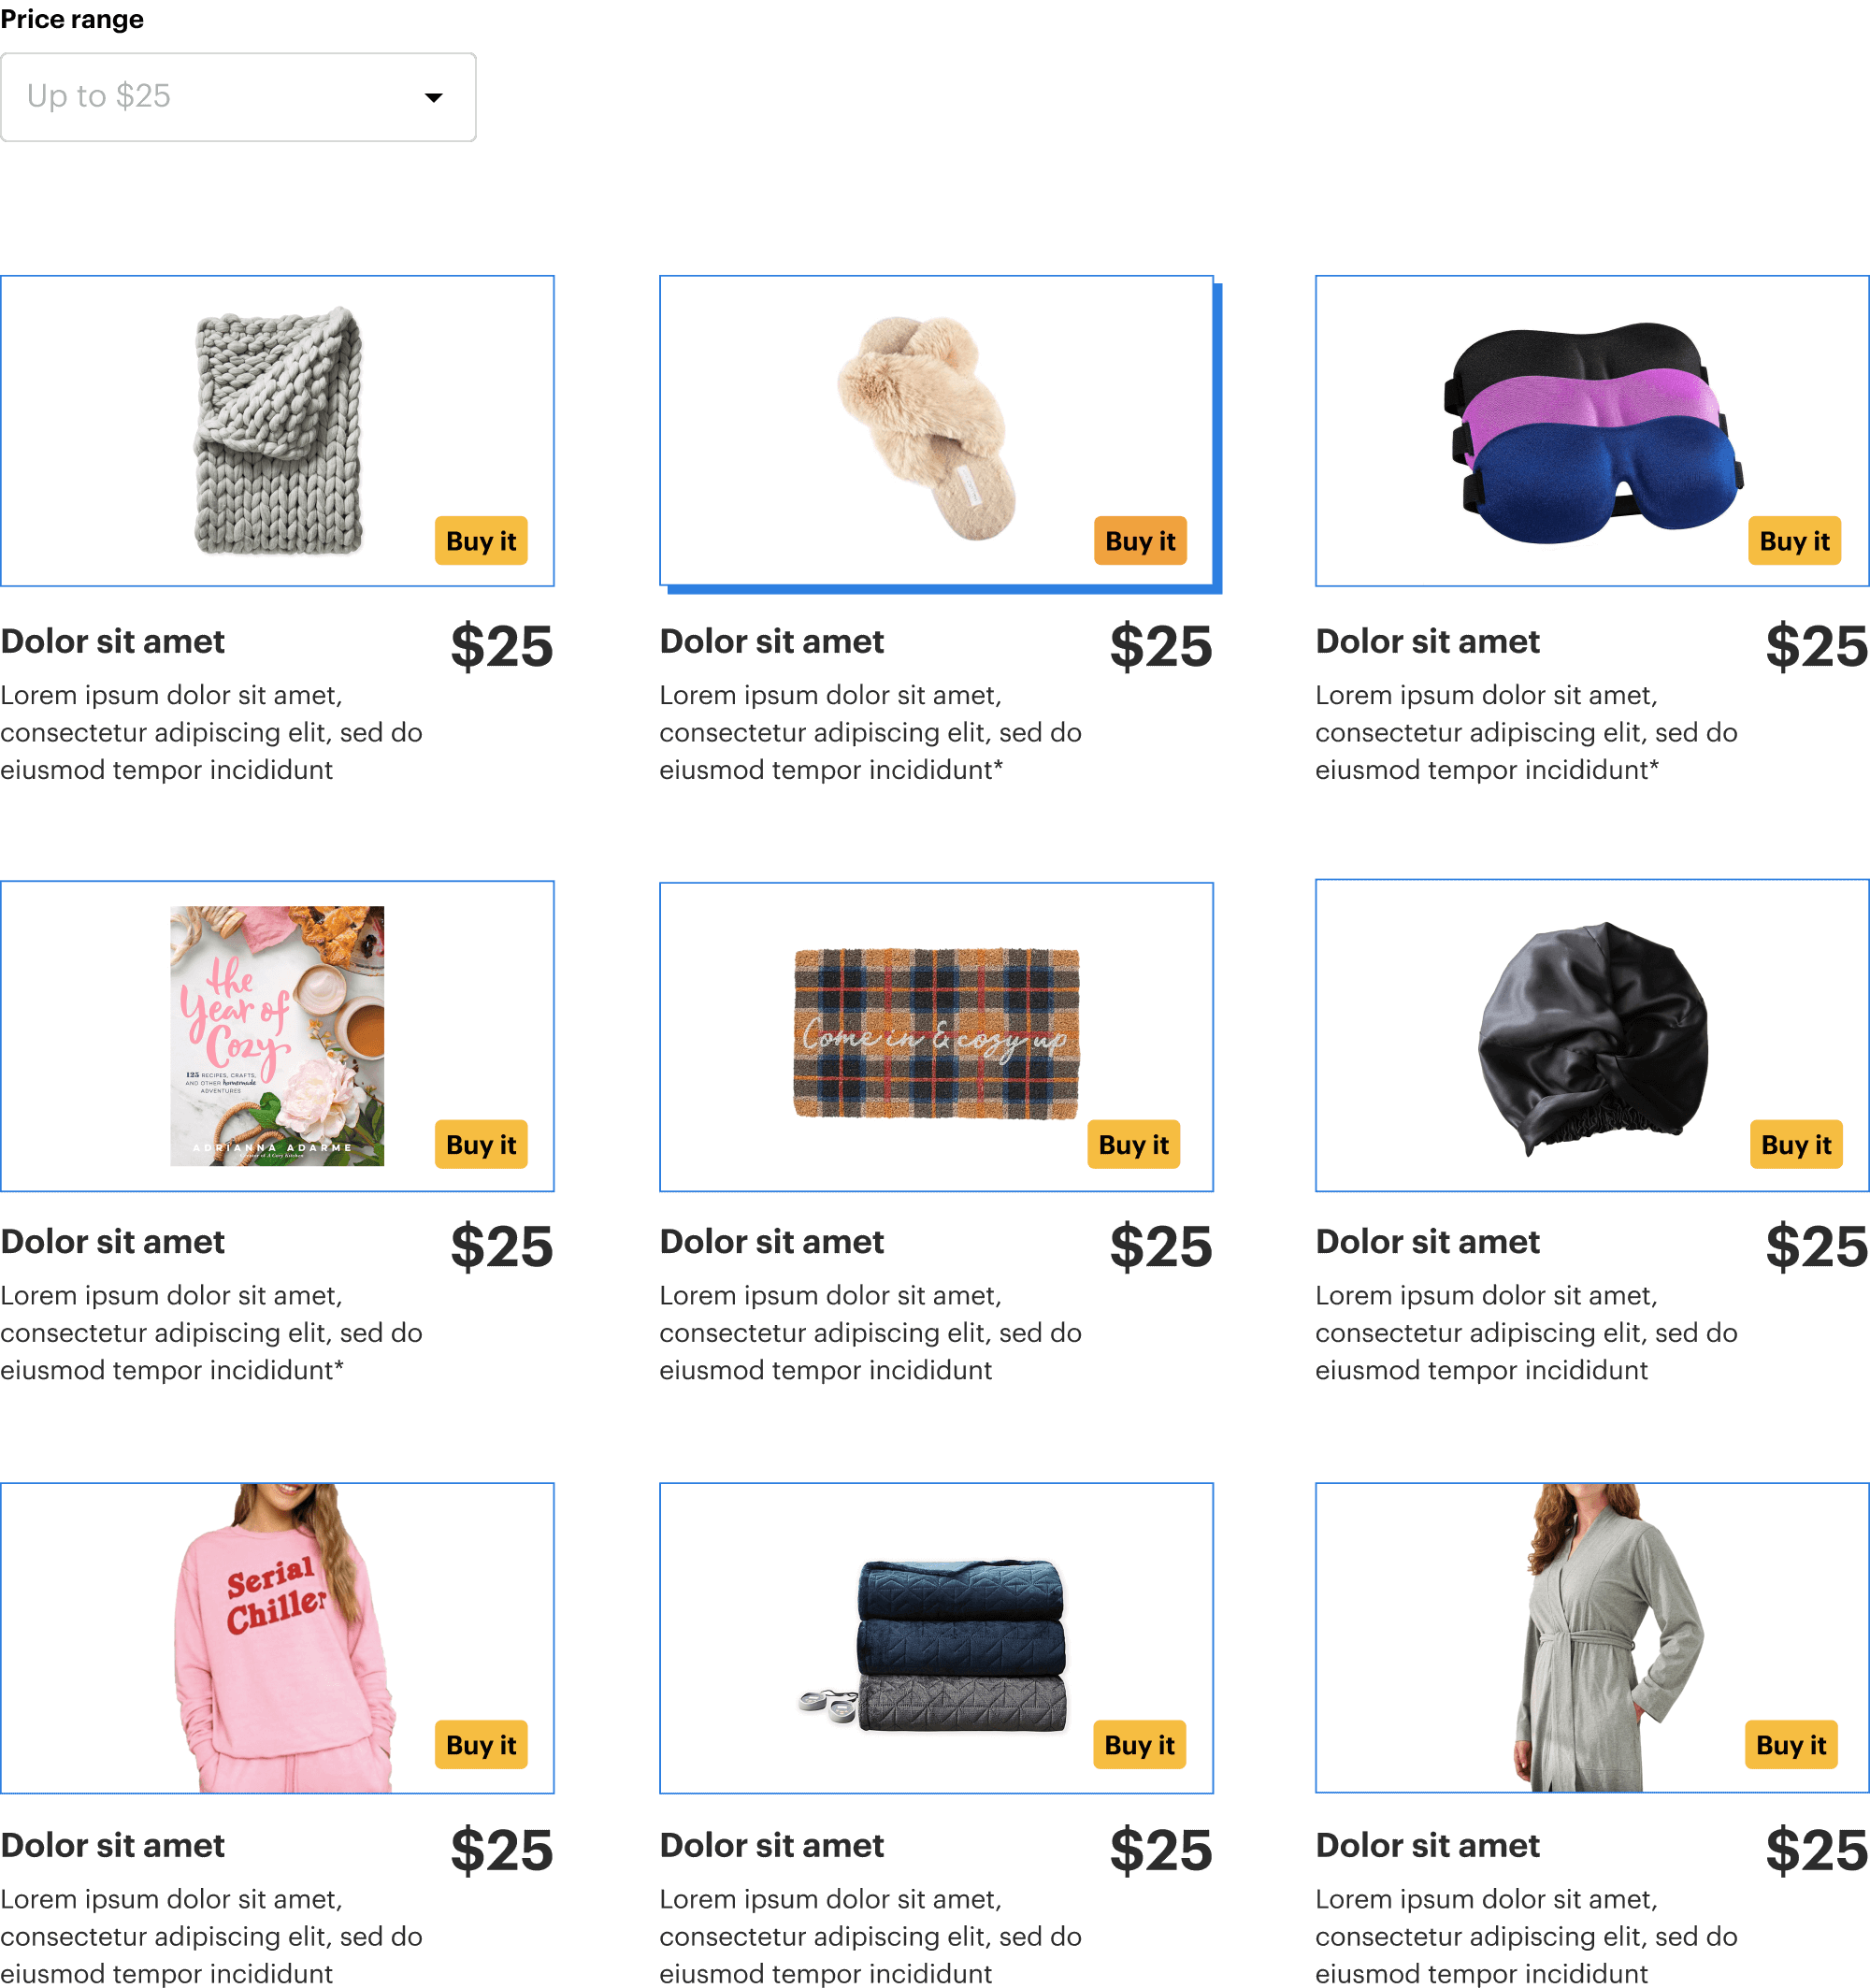 Price range
Up to $25
Buy it
Buy it
Buy it
Dolor sit amet
$25
Lorem ipsum dolor sit amet,
consectetur adipiscing elit, sed do
eiusmod tempor incididunt
Dolor sit amet
$25
Lorem ipsum dolor sit amet,
consectetur adipiscing elit, sed do
eiusmod tempor incididunt*
Dolor sit amet
$25
Lorem ipsum dolor sit amet,
consectetur adipiscing elit, sed do
eiusmod tempor incididunt*
the
Year of
Cozy
125 RECIPES, CRAFTS,
AND OTHER homemade
ADVENTURES
ADRIANNA ADARME
Creator of A Cozy Kitchen
Buy it
Come in & cozy up
Buy it
Buy it
Dolor sit amet
$25
Lorem ipsum dolor sit amet,
consectetur adipiscing elit, sed do
eiusmod tempor incididunt*
Dolor sit amet
$25
Lorem ipsum dolor sit amet,
consectetur adipiscing elit, sed do
eiusmod tempor incididunt
Dolor sit amet
$25
Lorem ipsum dolor sit amet,
consectetur adipiscing elit, sed do
eiusmod tempor incididunt
Serial
Chiller
Buy it
Buy it
Buy it
Dolor sit amet
$25
Lorem ipsum dolor sit amet,
consectetur adipiscing elit, sed do
eiusmod tempor incididunt
Dolor sit amet
$25
Lorem ipsum dolor sit amet,
consectetur adipiscing elit, sed do
eiusmod tempor incididunt
Dolor sit amet
$25
Lorem ipsum dolor sit amet,
consectetur adipiscing elit, sed do
eiusmod tempor incididunt